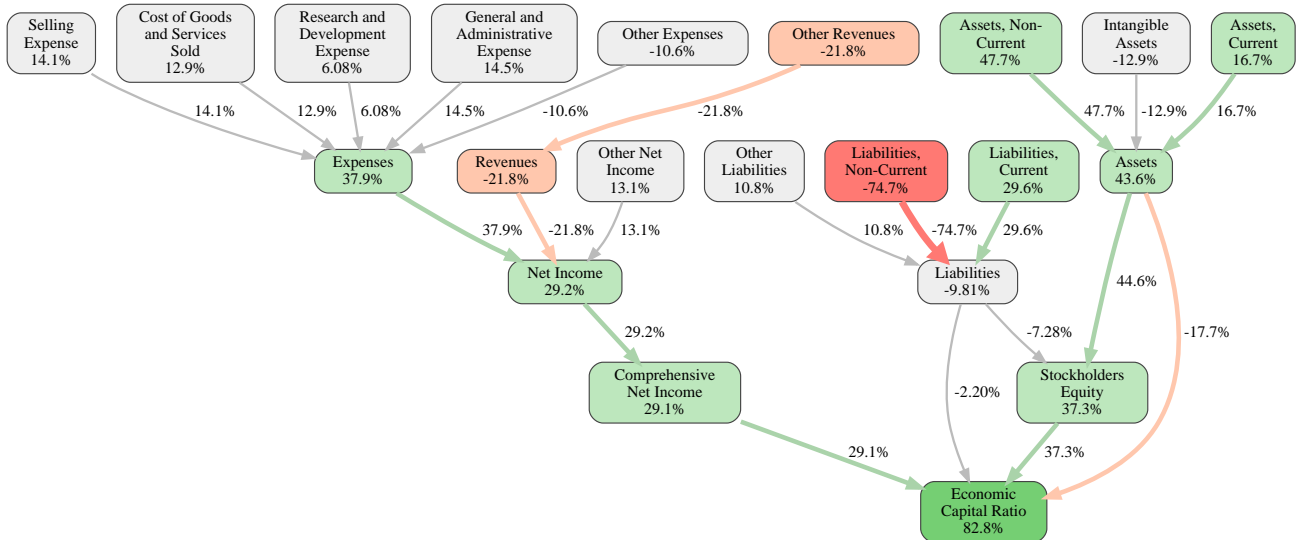 Selling
Expense
14.1%
Cost of Goods
and Services
Sold
12.9%
Research and
Development
Expense
6.08%
General and
Administrative
Expense
14.5%
Other Expenses
-10.6%
Other Revenues
-21.8%
Assets, Non-
Current
47.7%
Intangible
Assets
-12.9%
Assets,
Current
16.7%
14.1%
12.9%
6.08%
14.5%
-10.6%
-21.8%
47.7%
-12.9%
16.7%
Expenses
37.9%
Revenues
-21.8%
Other Net
Income
13.1%
Other
Liabilities
10.8%
Liabilities,
Non-Current
-74.7%
Liabilities,
Current
29.6%
Assets
43.6%
37.9%
-21.8%
13.1%
10.8%
-74.7%
29.6%
Net Income
29.2%
Liabilities
-9.81%
44.6%
29.2%
-7.28%
-17.7%
Comprehensive
Net Income
29.1%
-2.20%
Stockholders
Equity
37.3%
29.1%
37.3%
Economic
Capital Ratio
82.8%